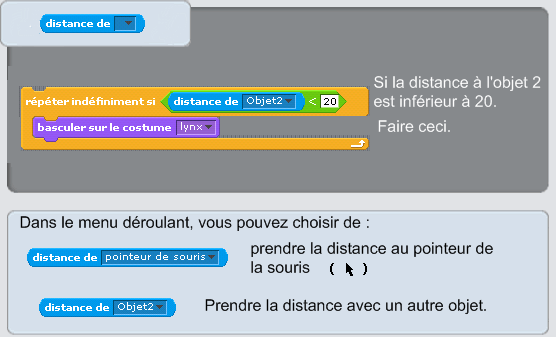 distance de
répéter indéfiniment si distance de Objet2 < 20
Si la distance à l'objet 2
est inférieur à 20.
basculer sur le costume lynx
Faire ceci.
Dans le menu déroulant, vous pouvez choisir de :
distance de pointeur de souris
prendre la distance au pointeur de
la souris ( )
distance de Objet2
Prendre la distance avec un autre objet.